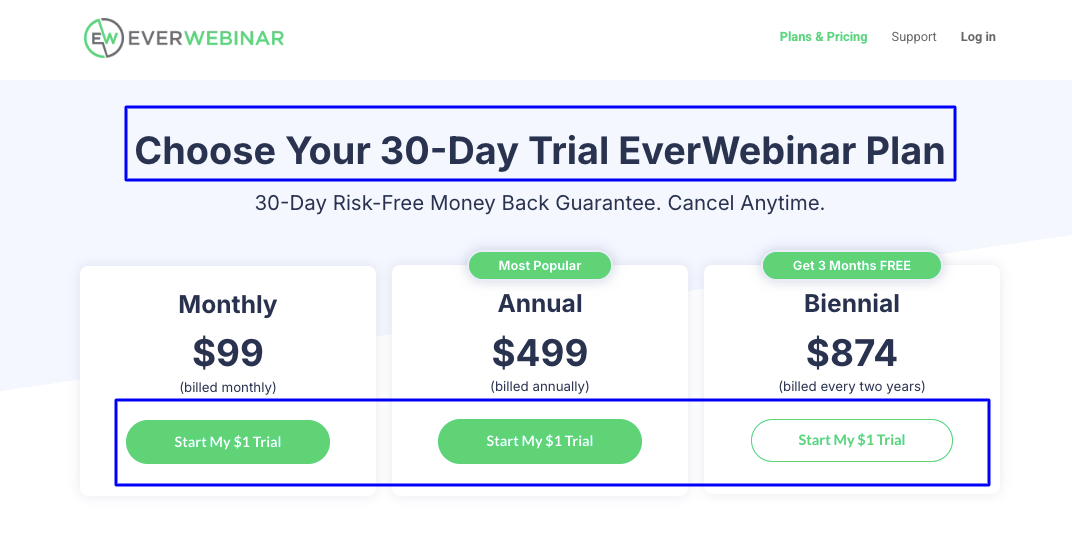 EW EVERWEBINAR
Plans & Pricing Support Log in
Choose Your 30-Day Trial EverWebinar Plan
30-Day Risk-Free Money Back Guarantee. Cancel Anytime.
Monthly
$99
(billed monthly)
Start My $1 Trial
Most Popular
Annual
$499
(billed annually)
Start My $1 Trial
Get 3 Months FREE
Biennial
$874
(billed every two years)
Start My $1 Trial